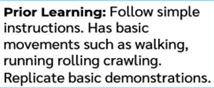 Prior Learning: Follow simple
instructions. Has basic
movements such as walking,
running rolling crawling.
Replicate basic demonstrations.